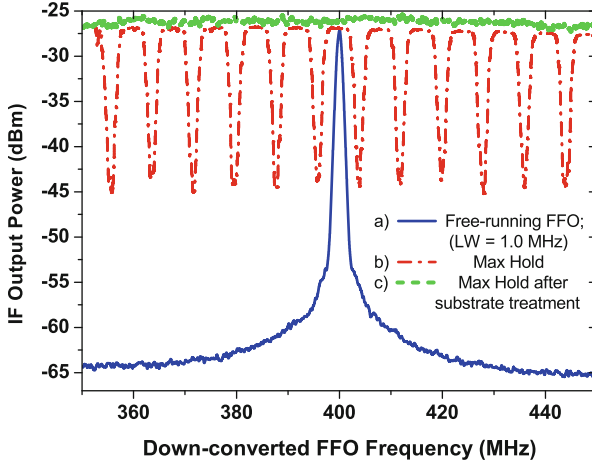 -25
-30
-35
-40
-45
-50
-55
-60
-65
IF Output Power (dBm)
a) Free-running FFO;
(LW = 1.0 MHz)
b) Max Hold
c) Max Hold after
substrate treatment
360 380 400 420 440
Down-converted FFO Frequency (MHz)